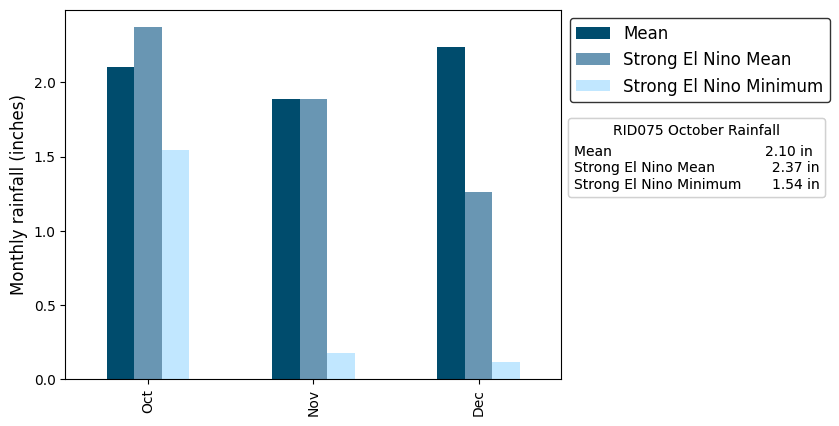 Monthly rainfall (inches)
2.0
1.5
1.0
0.5
0.0
Oct
Nov
Dec
Mean
Strong El Nino Mean
Strong El Nino Minimum
RID075 October Rainfall
Mean 2.10 in
Strong El Nino Mean 2.37 in
Strong El Nino Minimum 1.54 in